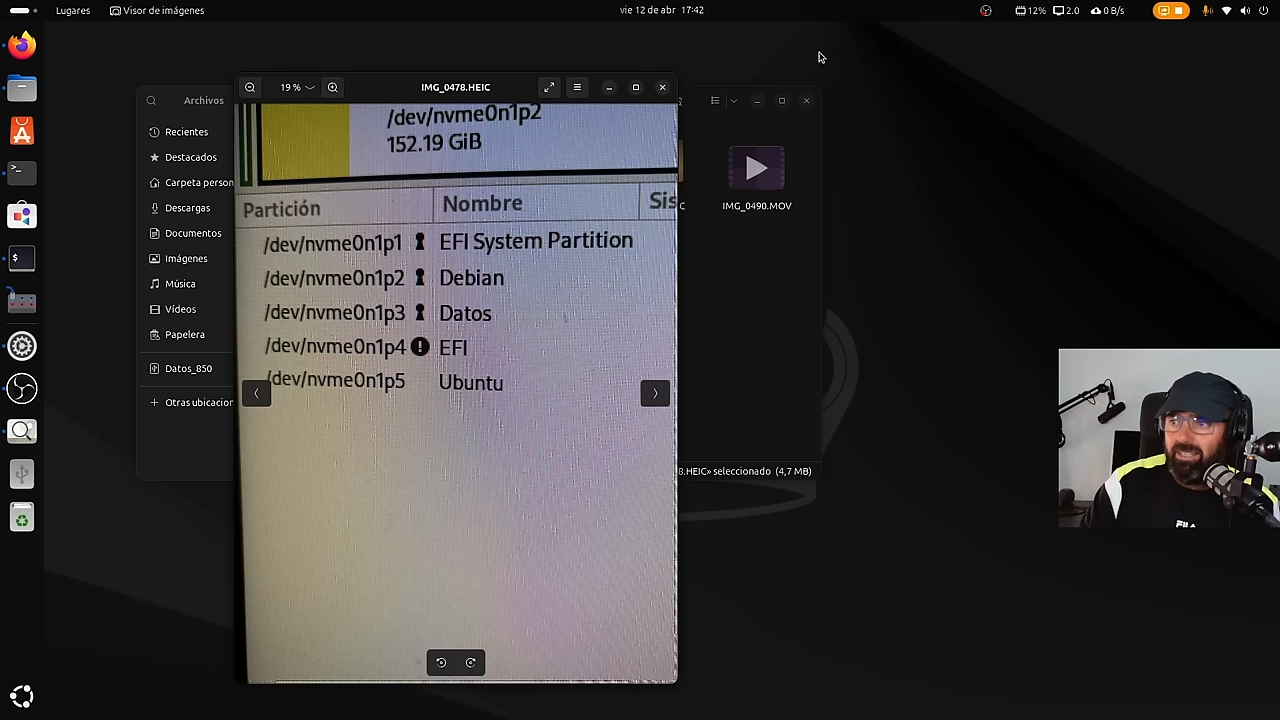 Lugares
Visor de imágenes
vie 12 de abr 17:42
12%
2.0
0 B/s
Archivos
Recientes
Destacados
Carpeta person
Descargas
Documentos
Imágenes
Música
Vídeos
Papelera
Datos_850
Otras ubicacion
19 %
IMG_0478.HEIC
/dev/nvme0n1p2
152.19 GiB
Partición Nombre Sis
/dev/nvme0n1p1 EFI System Partition
/dev/nvme0n1p2 Debian
/dev/nvme0n1p3 Datos
/dev/nvme0n1p4 EFI
/dev/nvme0n1p5 Ubuntu
C
IMG_0490.MOV
8.HEIC» seleccionado (4,7 MB)
FILA